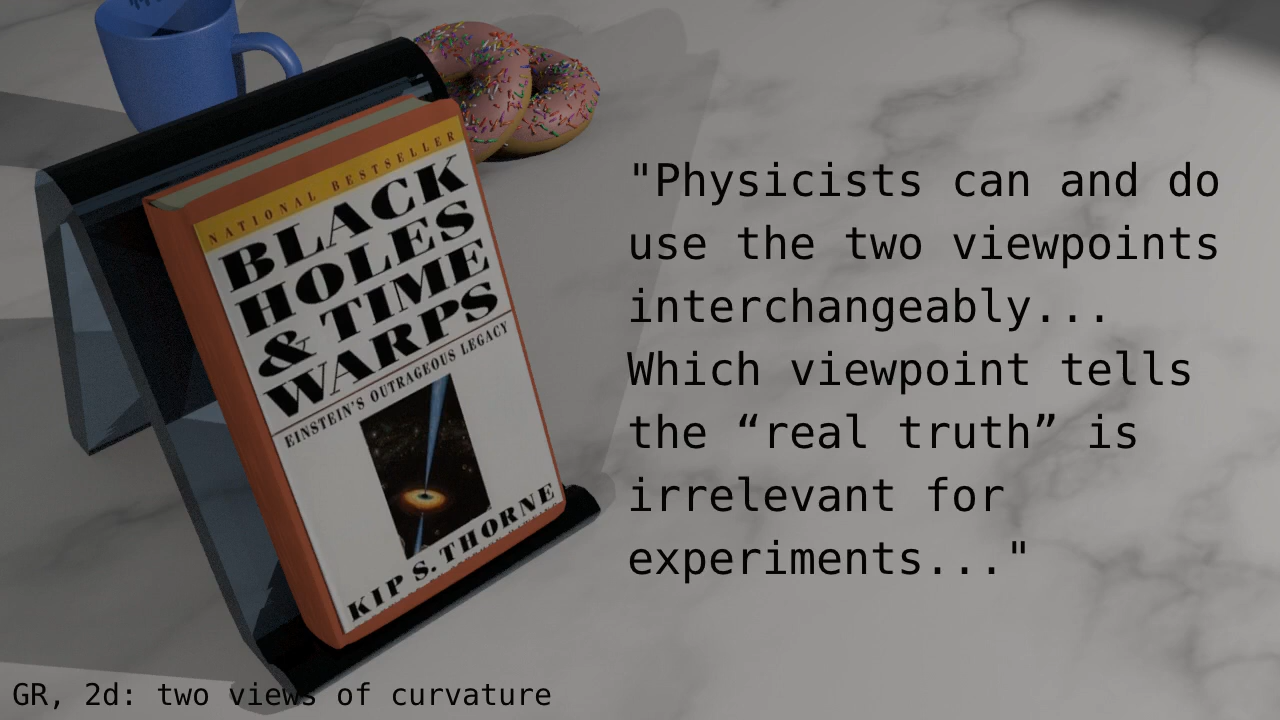 NATIONAL BESTSELLER
BLACK
HOLES
& TIME
WARPS
EINSTEIN'S OUTRAGEOUS LEGACY
KIP S. THORNE
"Physicists can and do
use the two viewpoints
interchangeably...
Which viewpoint tells
the “real truth” is
irrelevant for
experiments..."
GR, 2d: two views of curvature